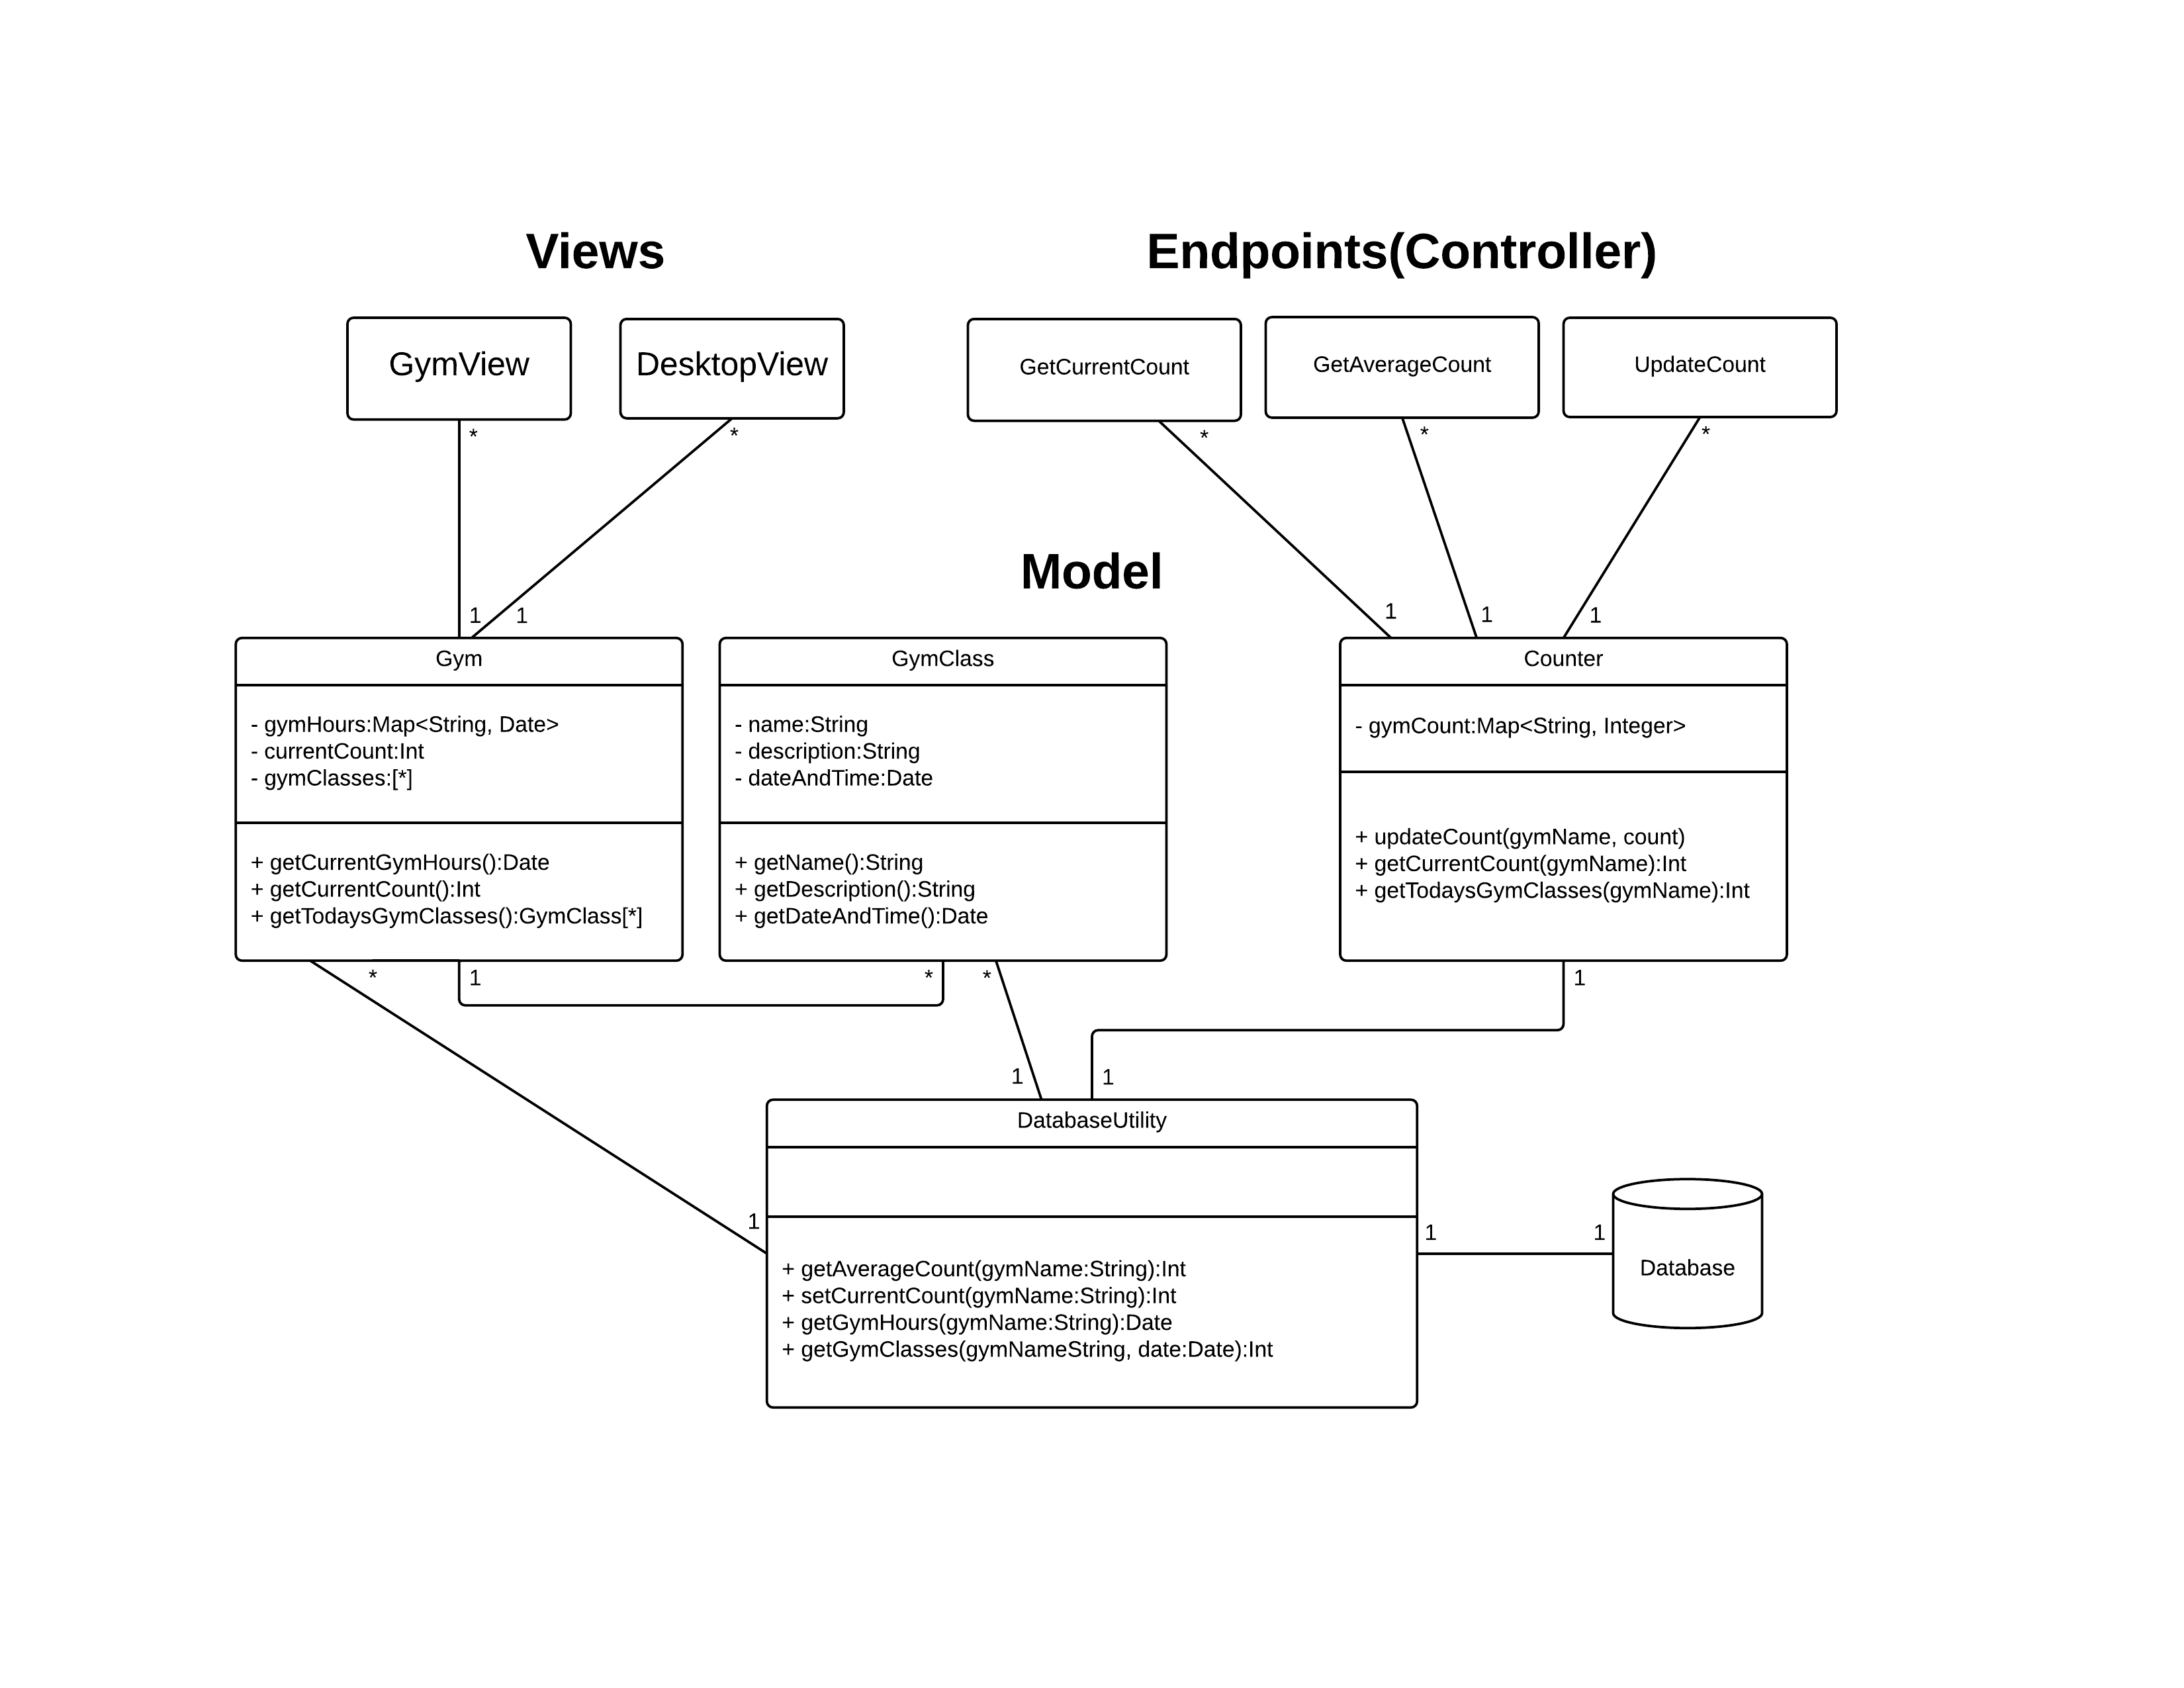 Views
Endpoints(Controller)
GymView
DesktopView
GetCurrentCount
GetAverageCount
UpdateCount
*
*
*
*
*
Model
1
1
1
1
1
Gym
- gymHours:Map<String, Date>
- currentCount:Int
- gymClasses:[*]
+ getCurrentGymHours():Date
+ getCurrentCount():Int
+ getTodaysGymClasses():GymClass[*]
GymClass
- name:String
- description:String
- dateAndTime:Date
+ getName():String
+ getDescription():String
+ getDateAndTime():Date
Counter
- gymCount:Map<String, Integer>
+ updateCount(gymName, count)
+ getCurrentCount(gymName):Int
+ getTodaysGymClasses(gymName):Int
*
1
*
*
1
1
1
DatabaseUtility
1
+ getAverageCount(gymName:String):Int
+ setCurrentCount(gymName:String):Int
+ getGymHours(gymName:String):Date
+ getGymClasses(gymNameString, date:Date):Int
1
1
Database